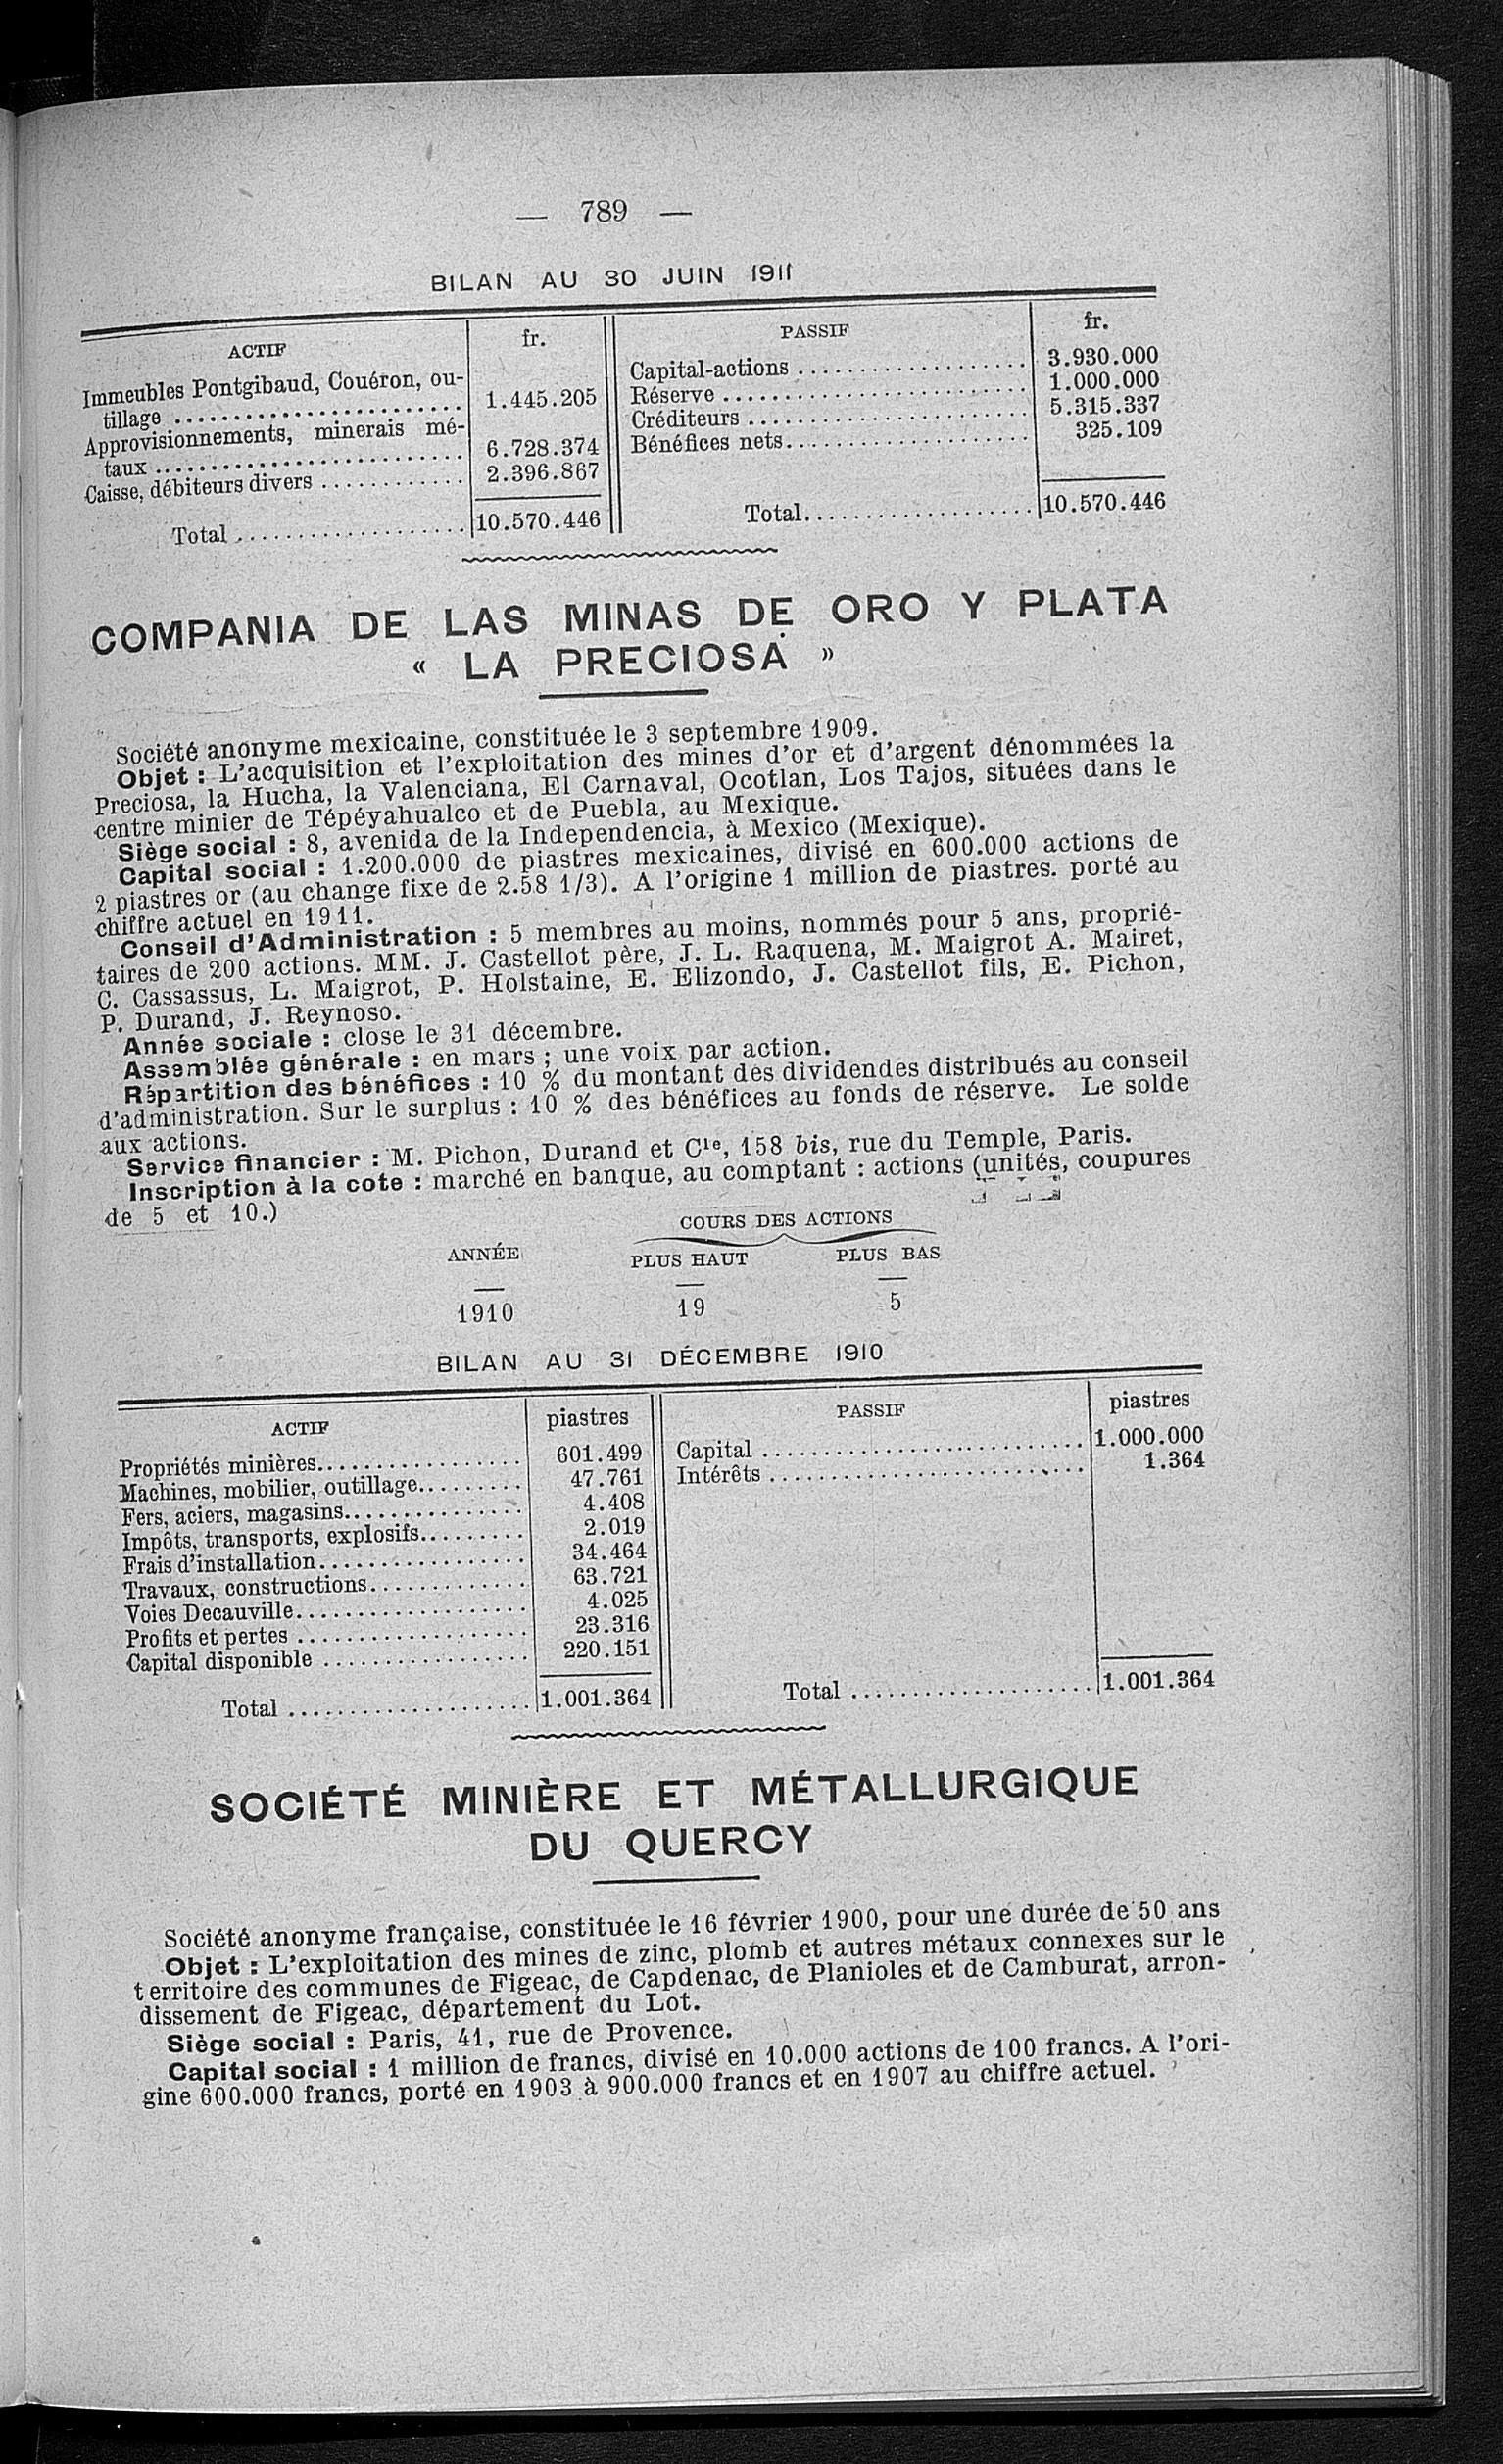 — 789 —
BILAN AU 30 JUIN 1911
ACTIF fr.
Immeubles Pontgibaud, Couéron, ou-
tillage ........................ 1.445.205
Approvisionnements, minerais mé-
taux .......................... 6.728.374
Caisse, débiteurs divers ............ 2.396.867
Total ................... 10.570.446
PASSIF fr.
Capital-actions ................... 3.930.000
Réserve ......................... 1.000.000
Créditeurs ....................... 5.315.337
Bénéfices nets.................... 325.109
Total................... 10.570.446
COMPANIA DE LAS MINAS DE ORO Y PLATA
« LA PRECIOSA »
Société anonyme mexicaine, constituée le 3 septembre 1909.
Objet : L'acquisition et l'exploitation des mines d'or et d'argent dénommées la
Preciosa, la Hucha, la Valenciana, El Carnaval, Ocotlan, Los Tajos, situées dans le
centre minier de Tépéyahualco et de Puebla, au Mexique.
Siège social : 8, avenida de la Independencia, à Mexico (Mexique).
Capital social : 1.200.000 de piastres mexicaines, divisé en 600.000 actions de
2 piastres or (au change fixe de 2.58 1/3). A l'origine 1 million de piastres. porté au
chiffre actuel en 1911.
Conseil d'Administration : 5 membres au moins, nommés pour 5 ans, proprié-
taires de 200 actions. MM. J. Castellot père, J. L. Raquena, M. Maigrot A. Mairet,
C. Cassassus, L. Maigrot, P. Holstaine, E. Elizondo, J. Castellot fils, E. Pichon,
P. Durand, J. Reynoso.
Année sociale : close le 31 décembre.
Assemblée générale : en mars ; une voix par action.
Répartition des bénéfices : 10 % du montant des dividendes distribués au conseil
d'administration. Sur le surplus : 10 % des bénéfices au fonds de réserve. Le solde
aux actions.
Service financier : M. Pichon, Durand et Cie, 158 bis, rue du Temple, Paris.
Inscription à la cote : marché en banque, au comptant : actions (unités, coupures
de 5 et 10.)
COURS DES ACTIONS
ANNÉE PLUS HAUT PLUS BAS
1910 19 5
BILAN AU 31 DÉCEMBRE 1910
ACTIF piastres
Propriétés minières................. 601.499
Machines, mobilier, outillage......... 47.761
Fers, aciers, magasins............... 4.408
Impôts, transports, explosifs......... 2.019
Frais d'installation................. 34.464
Travaux, constructions............. 63.721
Voies Decauville................... 4.025
Profits et pertes ................... 23.316
Capital disponible ................. 220.151
Total .................... 1.001.364
PASSIF piastres
Capital .......................... 1.000.000
Intérêts .......................... 1.364
Total .................... 1.001.364
SOCIÉTÉ MINIÈRE ET MÉTALLURGIQUE
DU QUERCY
Société anonyme française, constituée le 16 février 1900, pour une durée de 50 ans
Objet : L'exploitation des mines de zinc, plomb et autres métaux connexes sur le
territoire des communes de Figeac, de Capdenac, de Planioles et de Camburat, arron-
dissement de Figeac, département du Lot.
Siège social : Paris, 41, rue de Provence.
Capital social : 1 million de francs, divisé en 10.000 actions de 100 francs. A l'ori-
gine 600.000 francs, porté en 1903 à 900.000 francs et en 1907 au chiffre actuel.